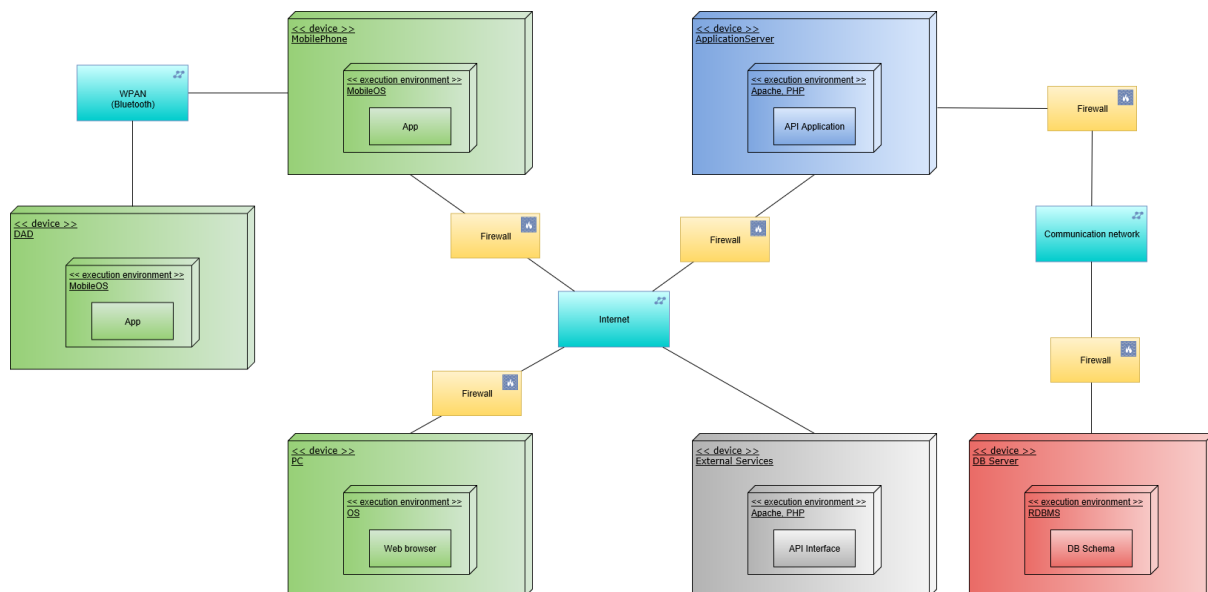 << device >>
MobilePhone
<< execution environment >>
MobileOS
App
<< device >>
ApplicationServer
<< execution environment >>
Apache, PHP
API Application
WPAN
(Bluetooth)
Firewall
<< device >>
DAD
<< execution environment >>
MobileOS
App
Firewall
Firewall
Communication network
Internet
Firewall
Firewall
<< device >>
PC
<< execution environment >>
OS
Web browser
<< device >>
External Services
<< execution environment >>
Apache, PHP
API Interface
<< device >>
DB Server
<< execution environment >>
RDBMS
DB Schema